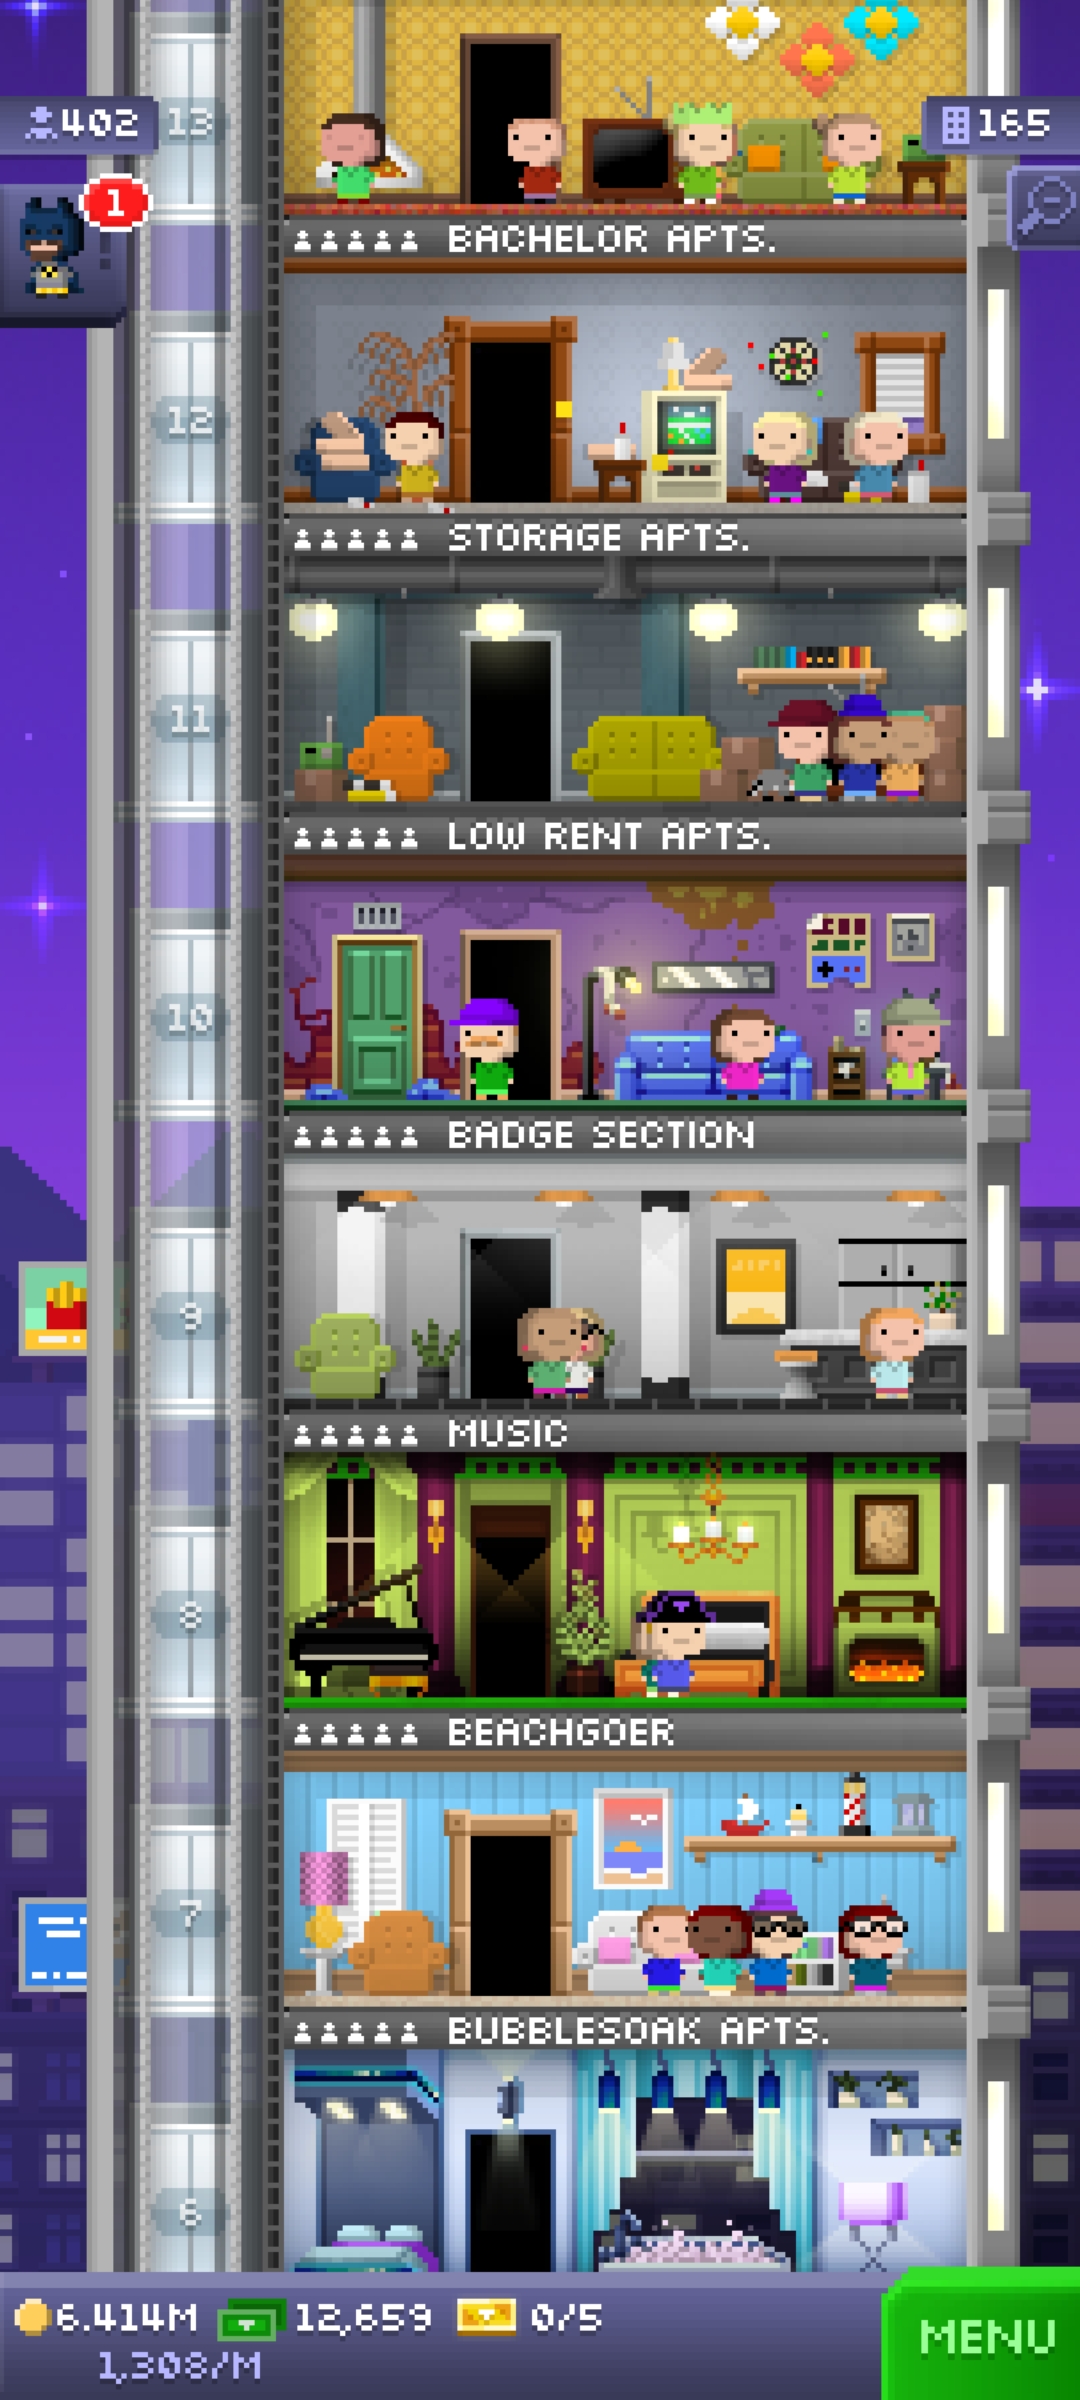 402
13
165
1
BACHELOR APTS.
12
STORAGE APTS.
11
LOW RENT APTS.
10
BADGE SECTION
9
MUSIC
8
BEACHGOER
7
BUBBLESOAK APTS.
6
6.414M 12,659 0/5
1,308/M
MENU